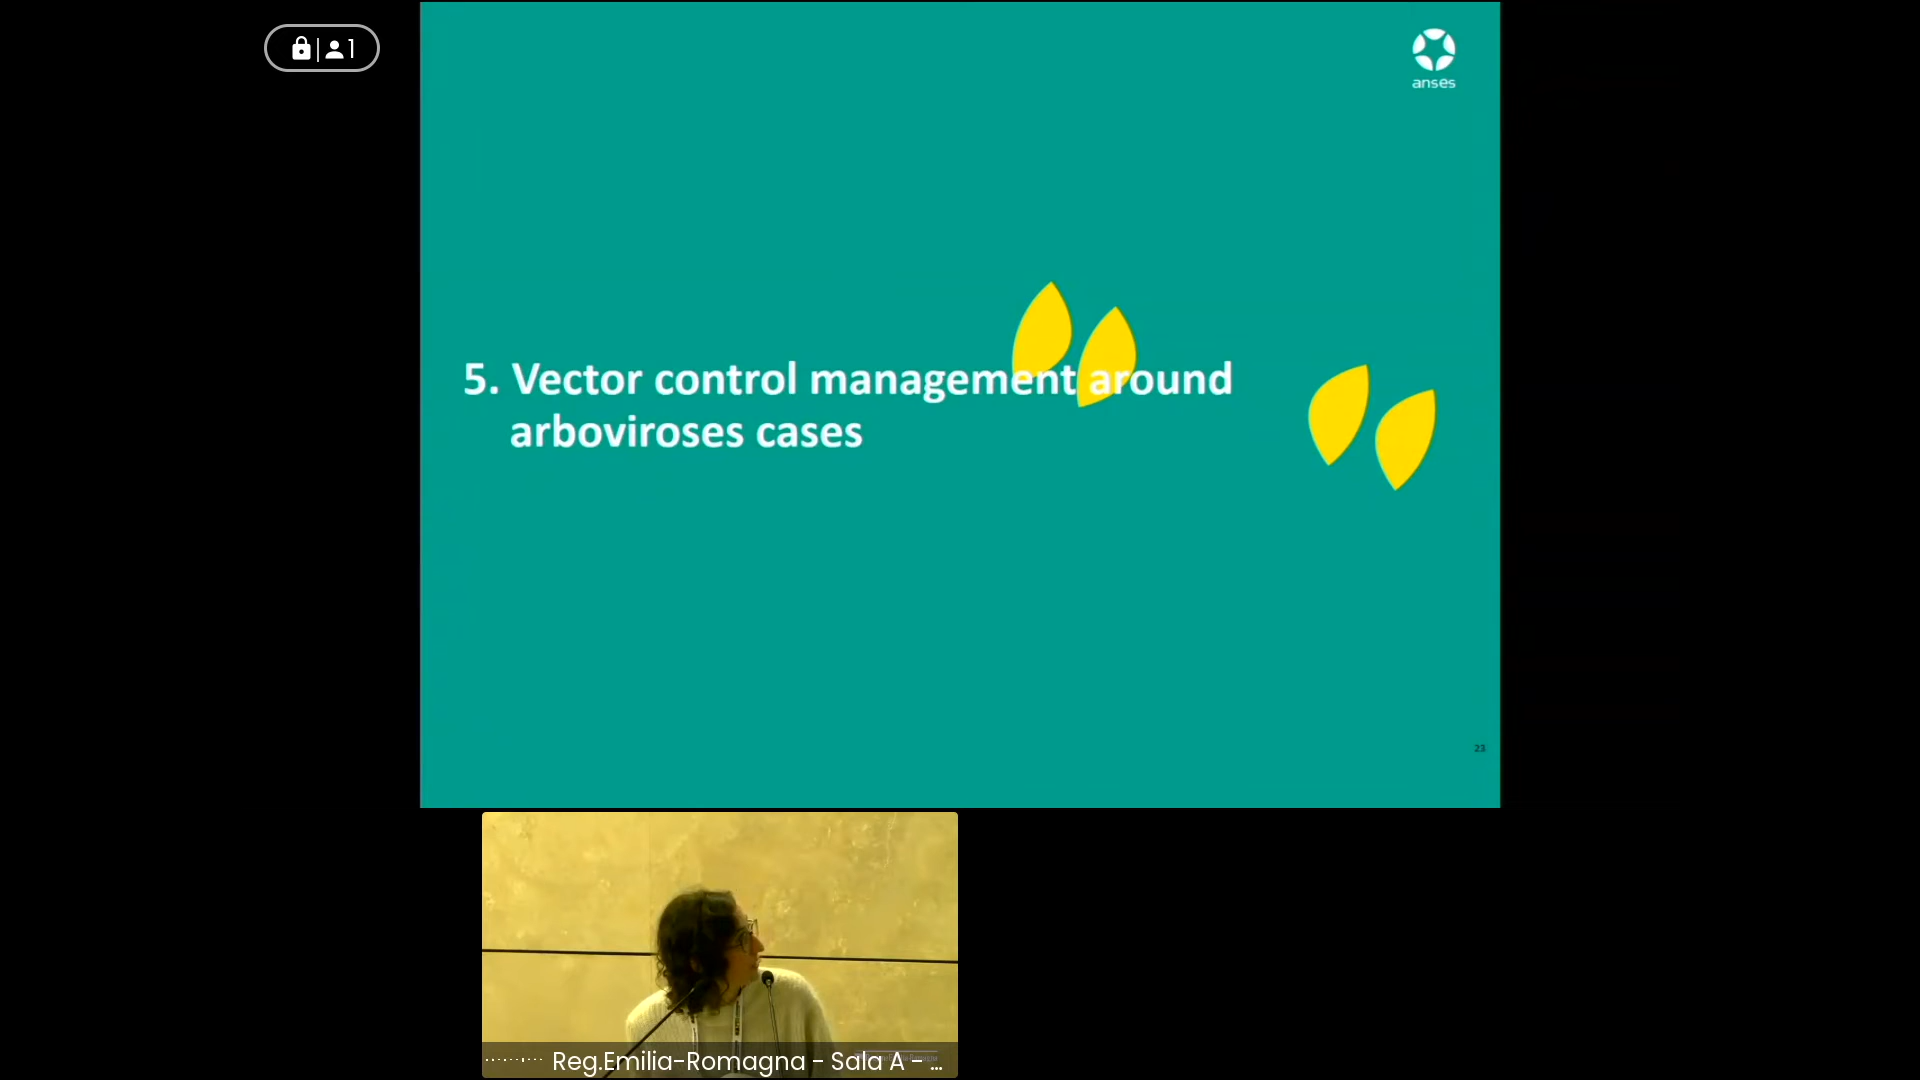 1
anses
5. Vector control management around
arboviroses cases
23
Reg.Emilia-Romagna - Sala A - ...